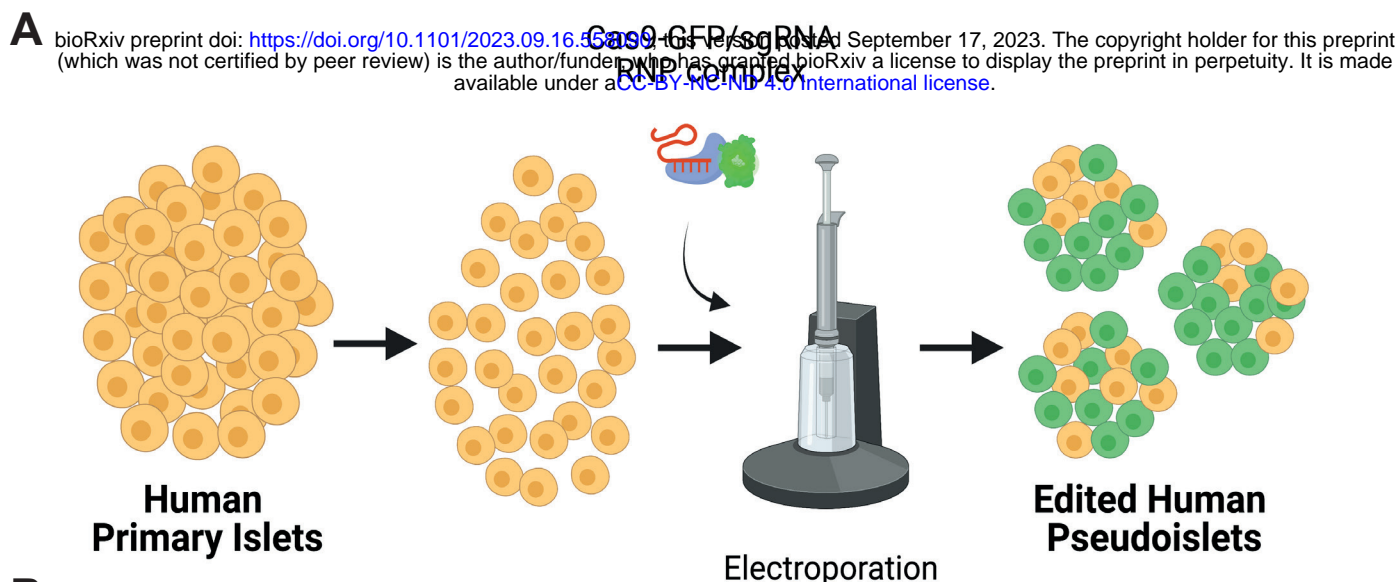 A
bioRxiv preprint doi: https://doi.org/10.1101/2023.09.16.558090; this version posted September 17, 2023. The copyright holder for this preprint
(which was not certified by peer review) is the author/funder, who has granted bioRxiv a license to display the preprint in perpetuity. It is made
available under aCC-BY-NC-ND 4.0 International license.
Cas9-GFP/sgRNA
RNP complex
Human
Primary Islets
Electroporation
Edited Human
Pseudoislets